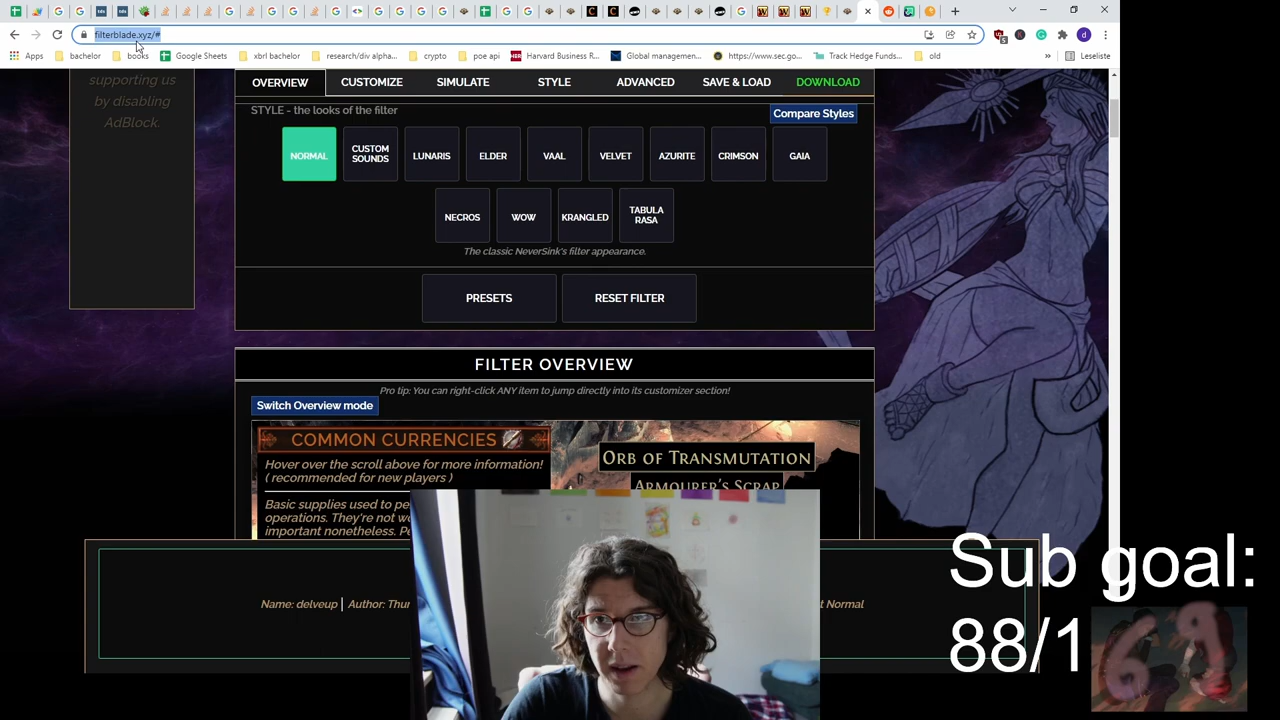 filterblade.xyz/#
Apps bachelor books Google Sheets xbrl bachelor research/div alpha... crypto poe api Harvard Business R... Global managemen... https://www.sec.go... Track Hedge Funds... old » Leseliste
supporting us
by disabling
AdBlock.
OVERVIEW CUSTOMIZE SIMULATE STYLE ADVANCED SAVE & LOAD DOWNLOAD
STYLE - the looks of the filter
Compare Styles
NORMAL CUSTOM SOUNDS LUNARIS ELDER VAAL VELVET AZURITE CRIMSON GAIA
NECROS WOW KRANGLED TABULA RASA
The classic NeverSink's filter appearance.
PRESETS RESET FILTER
FILTER OVERVIEW
Pro tip: You can right-click ANY item to jump directly into its customizer section!
Switch Overview mode
COMMON CURRENCIES
Hover over the scroll above for more information!
( recommended for new players )
Basic supplies used to pe
operations. They're not wo
important nonetheless. Pe
ORB OF TRANSMUTATION
ARMOURER'S SCRAP
Name: delveup | Author: Thur
t Normal
Sub goal:
88/169